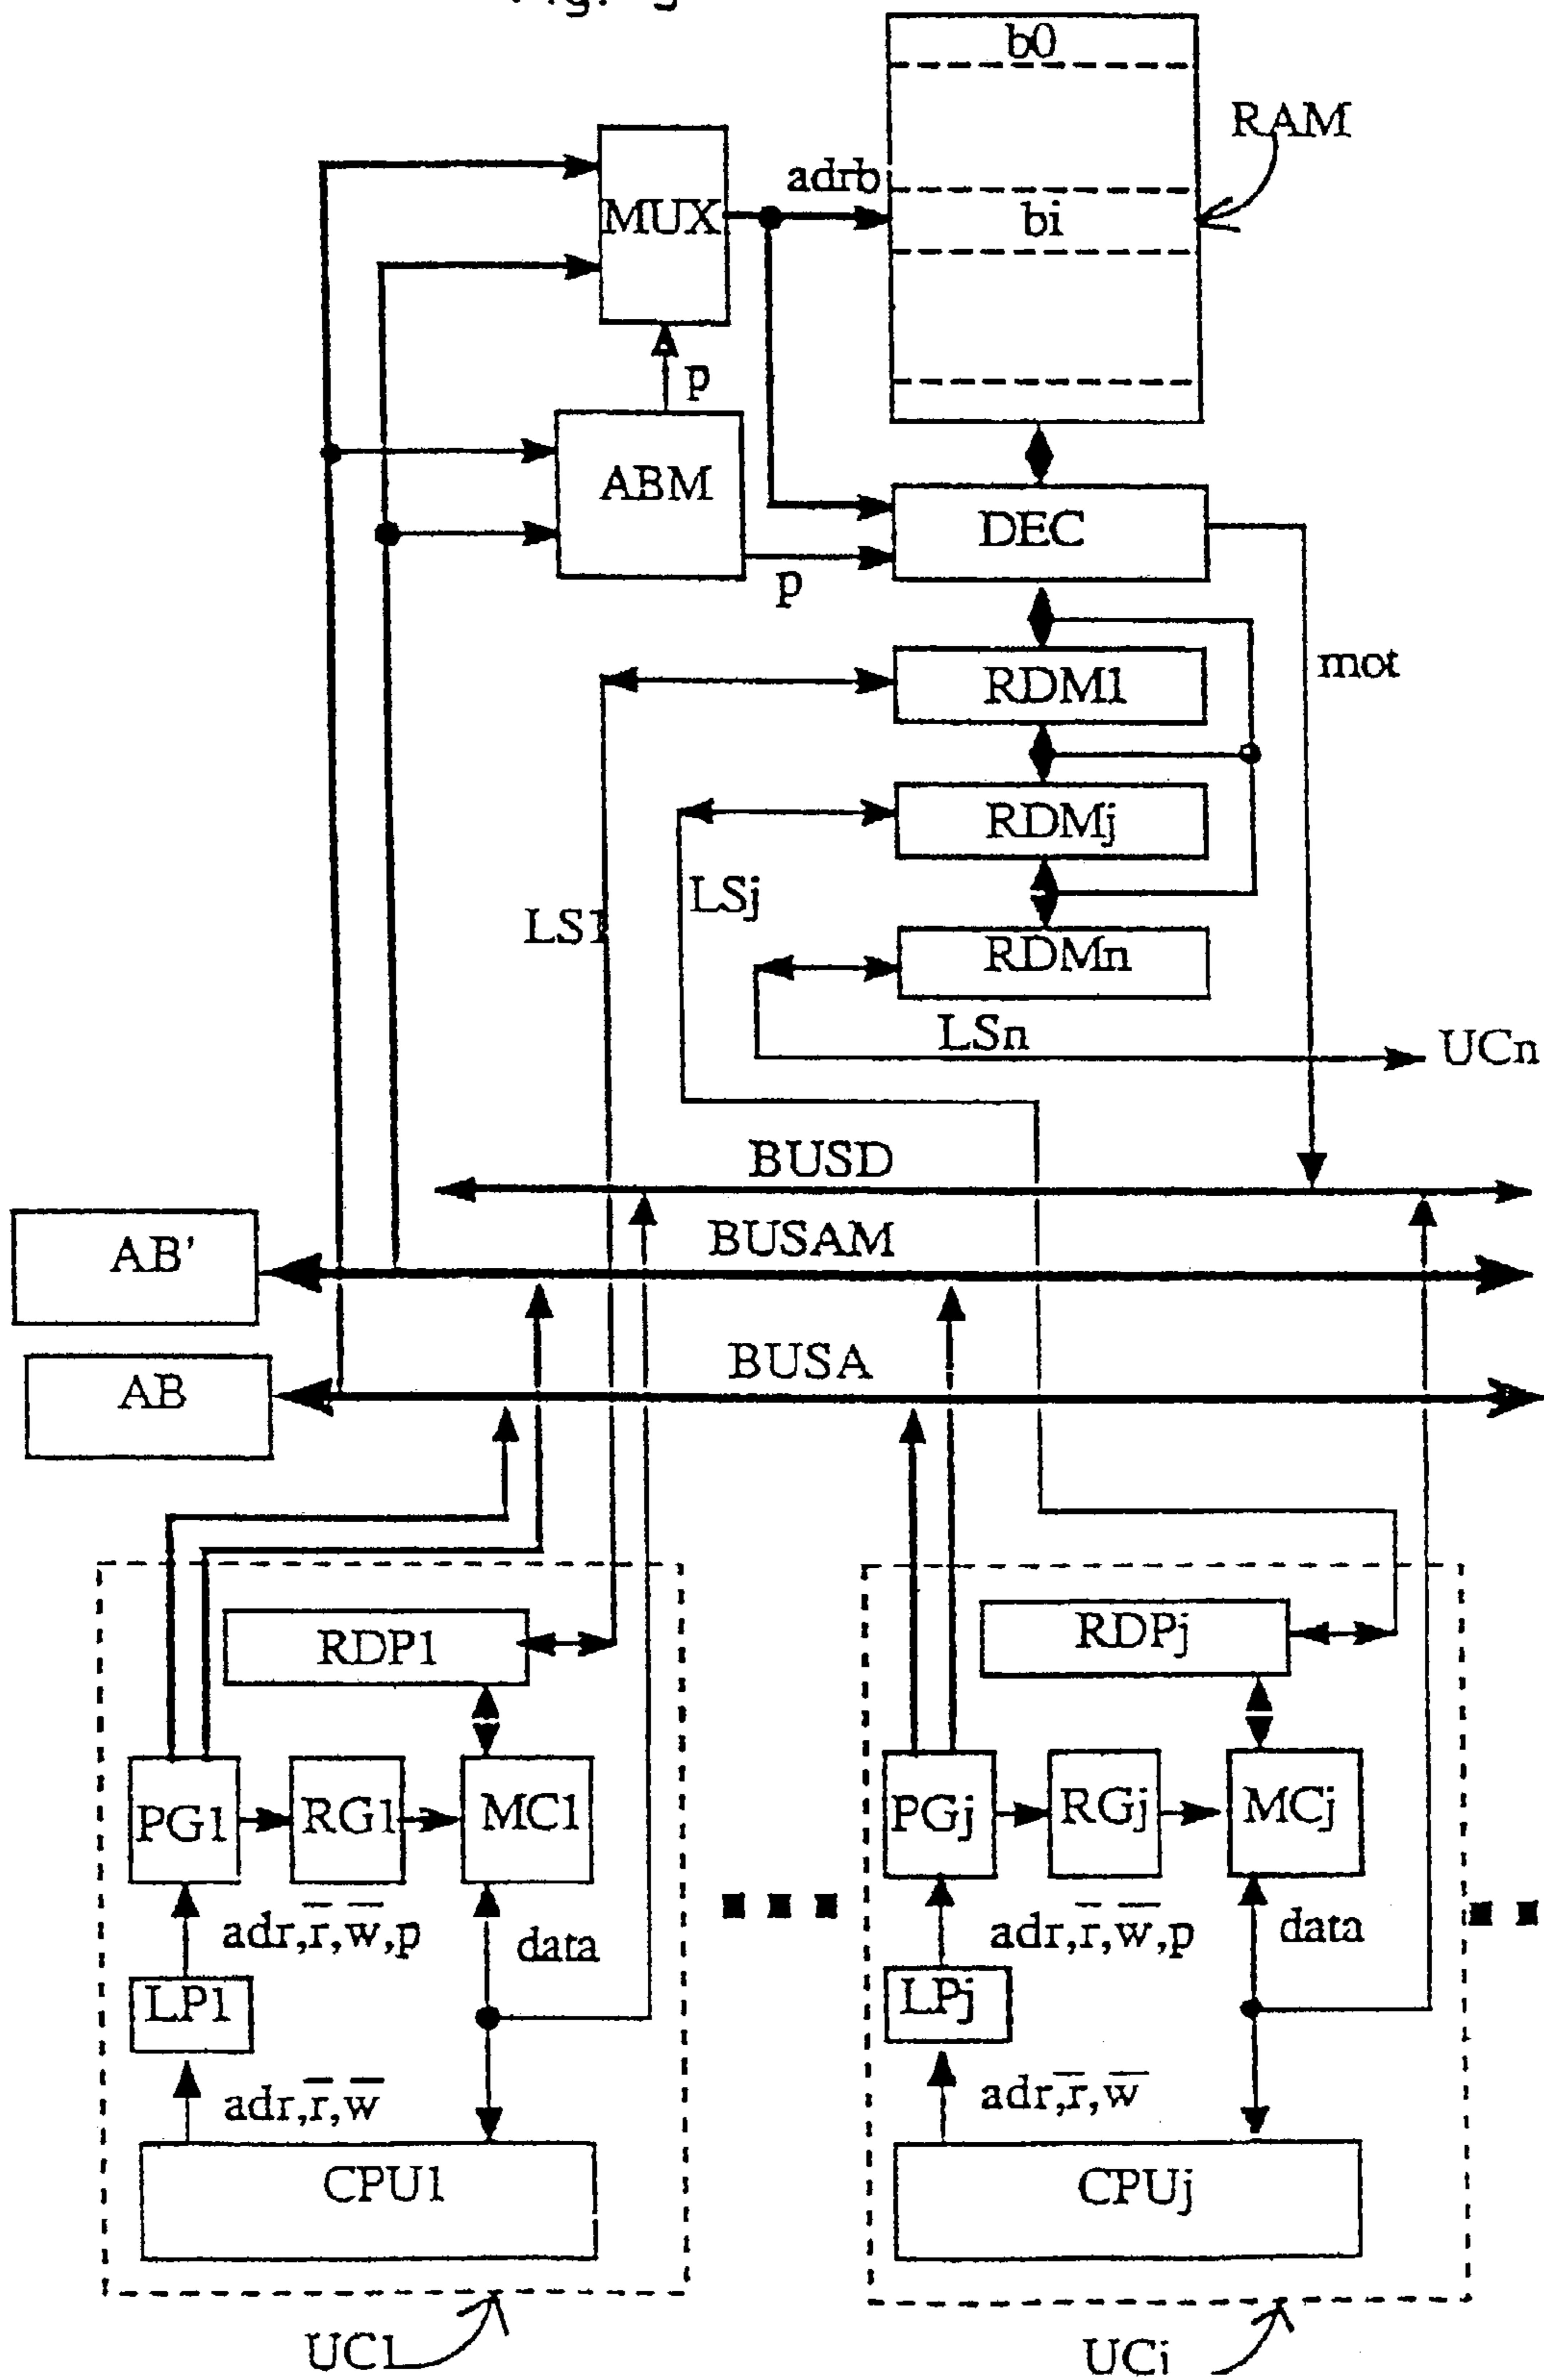 b0
RAM
adrb
MUX
bi
p
ABM
DEC
p
RDM1
mot
RDMj
LSj
LS1
RDMn
LSn
UCn
BUSD
AB'
BUSAM
BUSA
AB
RDP1
RDPj
PG1
RG1
MC1
PGj
RGj
MCj
adr,r̅,w̅,p
data
adr,r̅,w̅,p
data
LP1
LPj
adr,r̅,w̅
adr,r̅,w̅
CPU1
CPUj
UC1
UCi